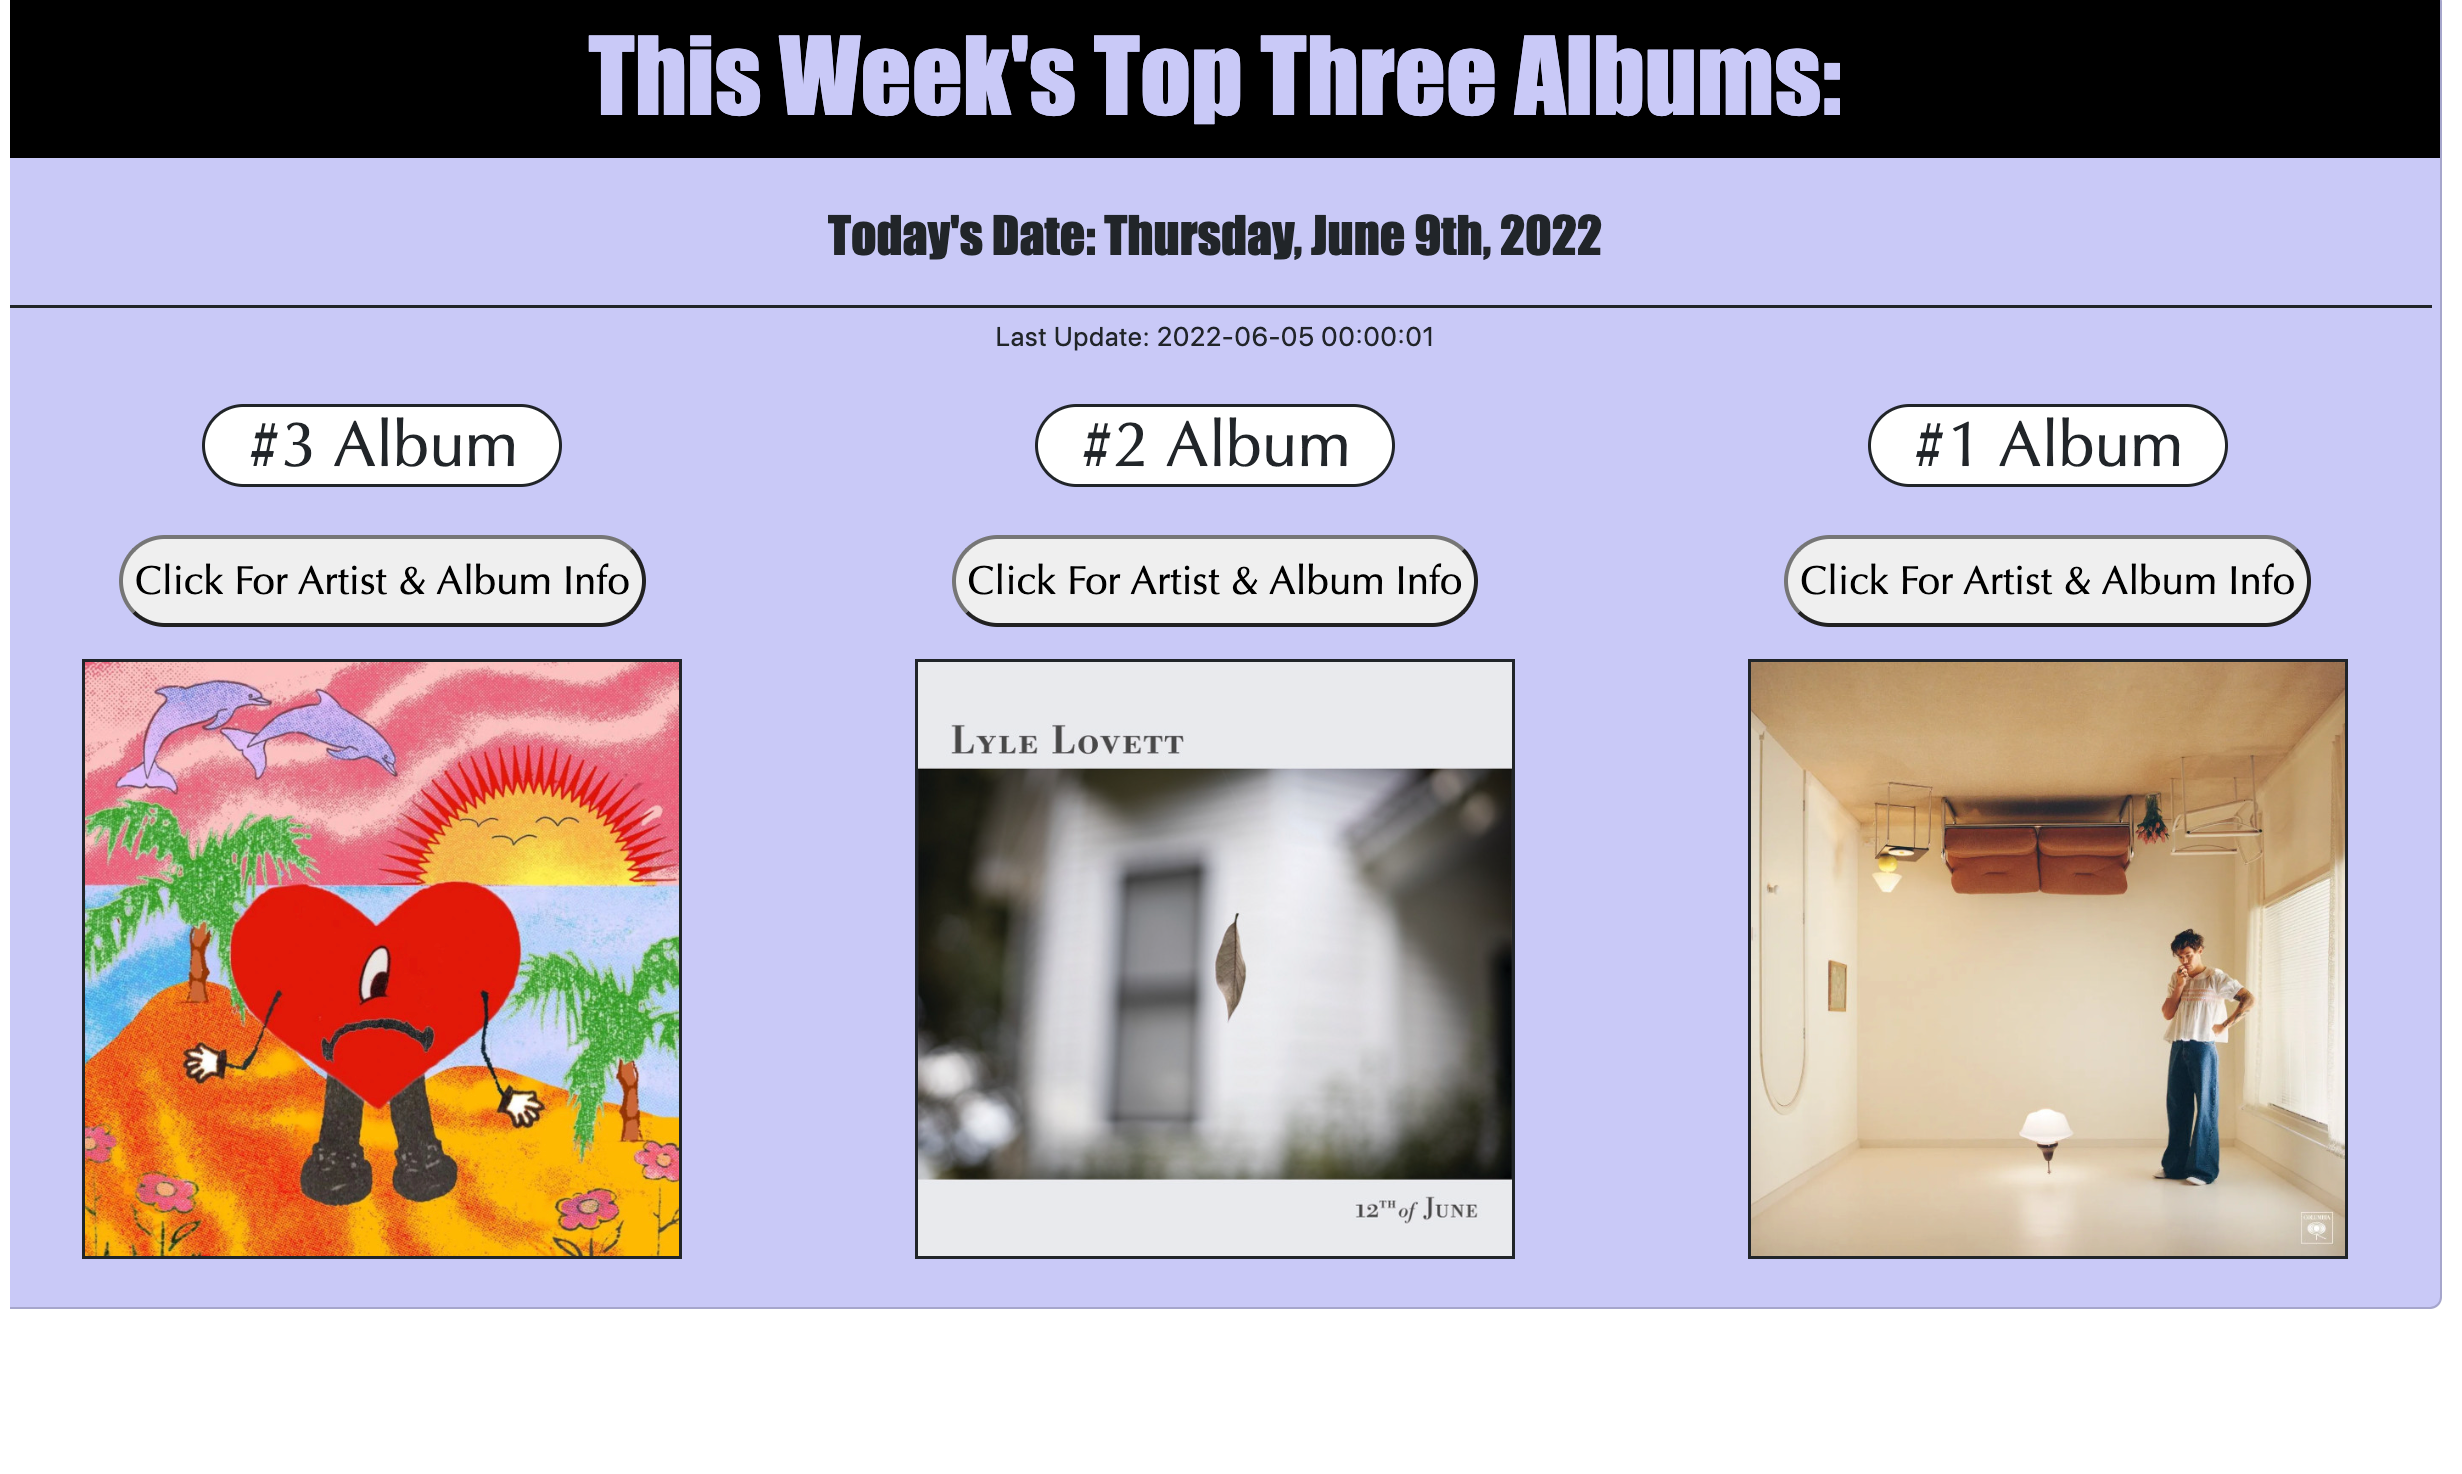 This Week's Top Three Albums:
Today's Date: Thursday, June 9th, 2022
Last Update: 2022-06-05 00:00:01
#3 Album
#2 Album
#1 Album
Click For Artist & Album Info
Click For Artist & Album Info
Click For Artist & Album Info
LYLE LOVETT
12TH of JUNE
COLUMBIA